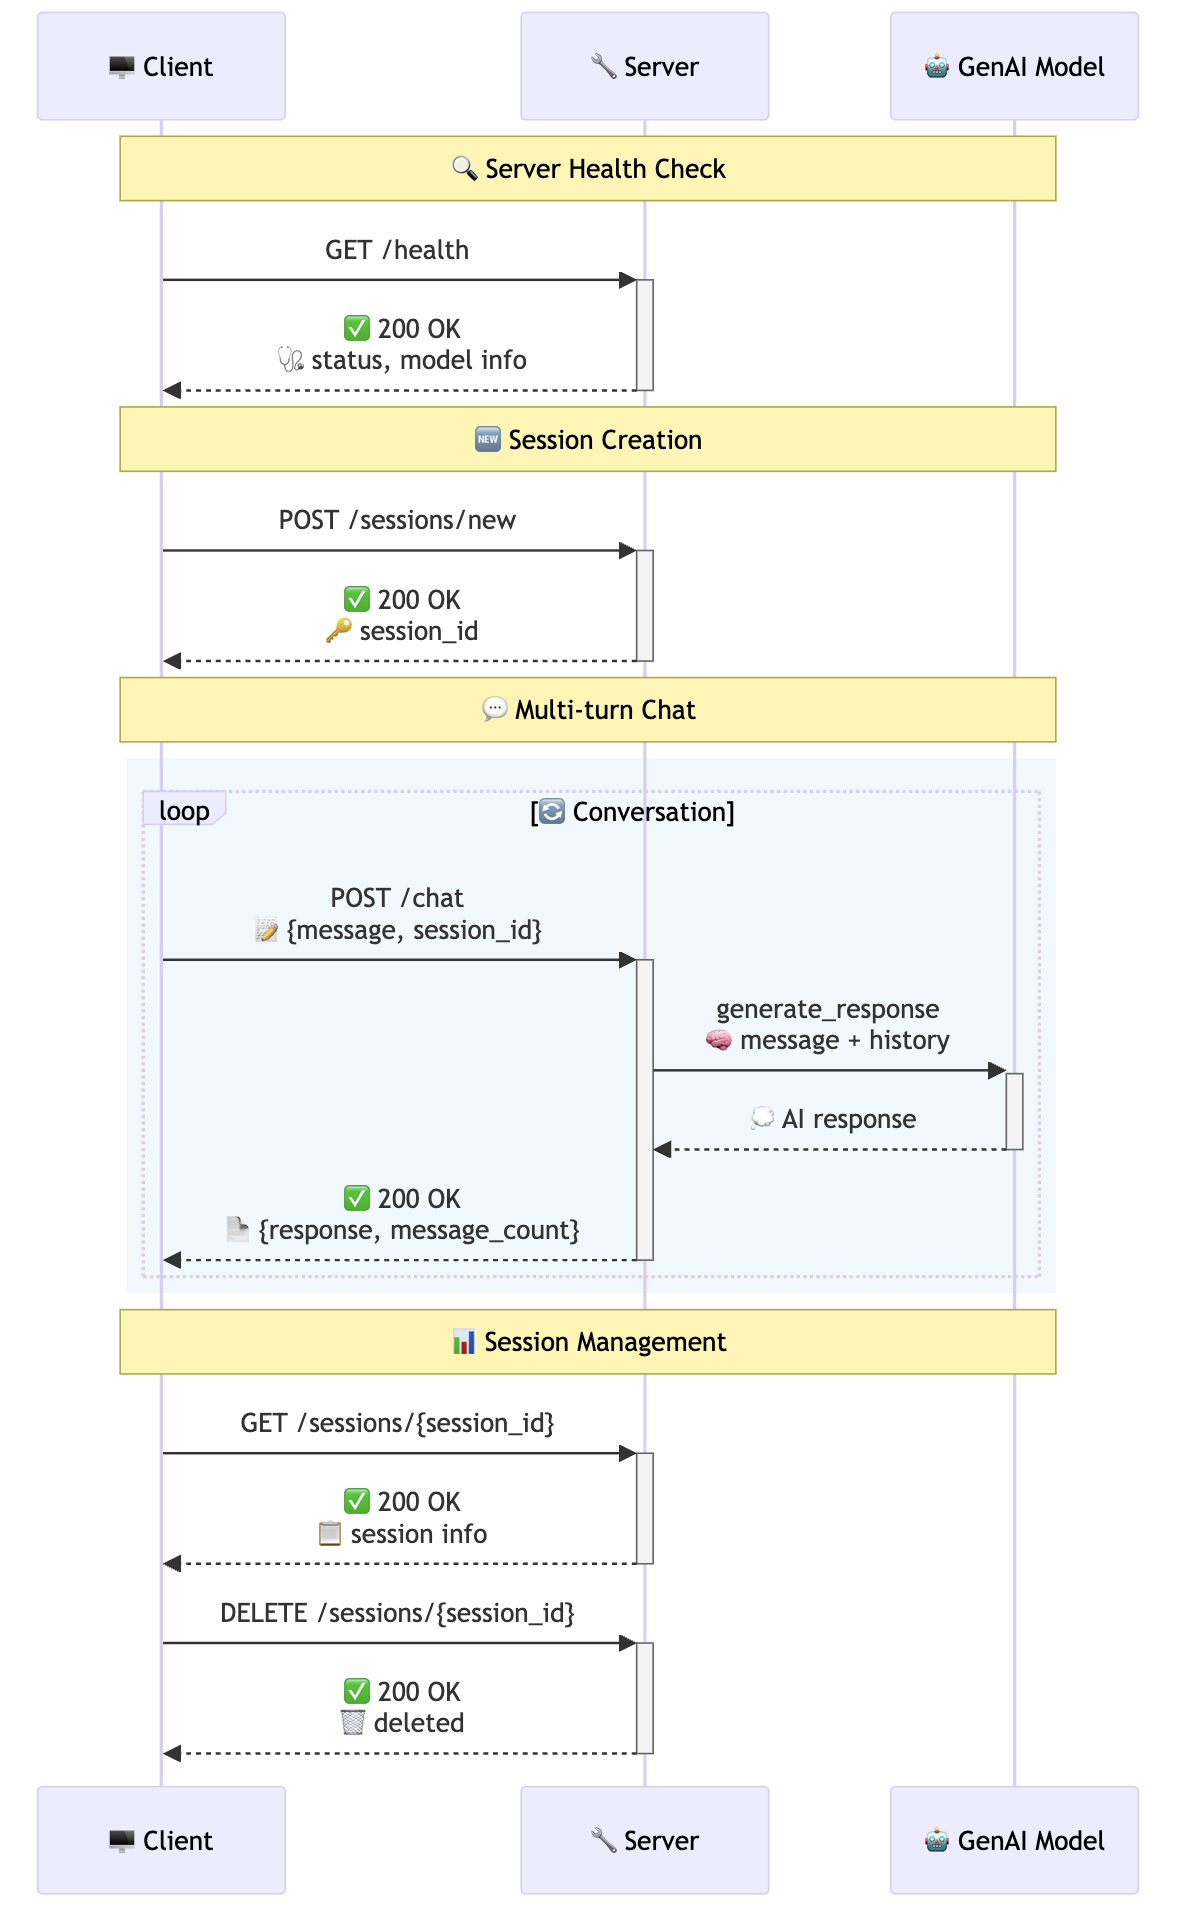 🖥️ Client
🔧 Server
🤖 GenAI Model
🔍 Server Health Check
GET /health
✅ 200 OK
🩺 status, model info
🆕 Session Creation
POST /sessions/new
✅ 200 OK
🔑 session_id
💬 Multi-turn Chat
loop
[🔄 Conversation]
POST /chat
📝 {message, session_id}
generate_response
🧠 message + history
💭 AI response
✅ 200 OK
📄 {response, message_count}
📊 Session Management
GET /sessions/{session_id}
✅ 200 OK
📋 session info
DELETE /sessions/{session_id}
✅ 200 OK
🗑️ deleted
🖥️ Client
🔧 Server
🤖 GenAI Model